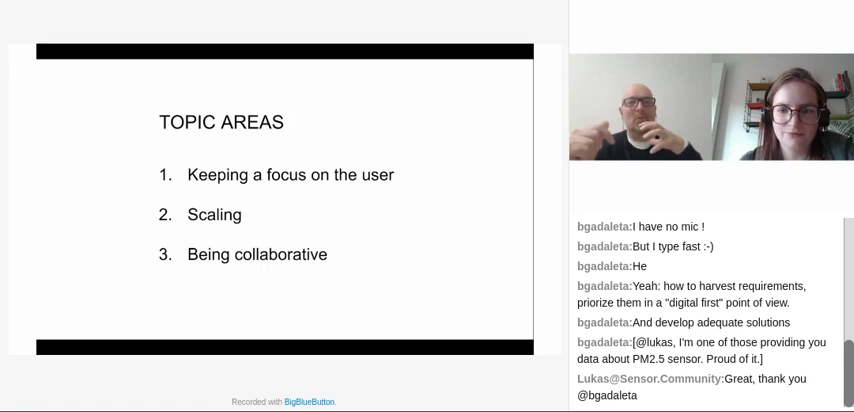 TOPIC AREAS
1. Keeping a focus on the user
2. Scaling
3. Being collaborative
Recorded with BigBlueButton.
bgadaleta:I have no mic !
bgadaleta:But I type fast :-)
bgadaleta:He
bgadaleta:Yeah: how to harvest requirements,
priorize them in a "digital first" point of view.
bgadaleta:And develop adequate solutions
bgadaleta:[@lukas, I'm one of those providing you
data about PM2.5 sensor. Proud of it.]
Lukas@Sensor.Community:Great, thank you
@bgadaleta